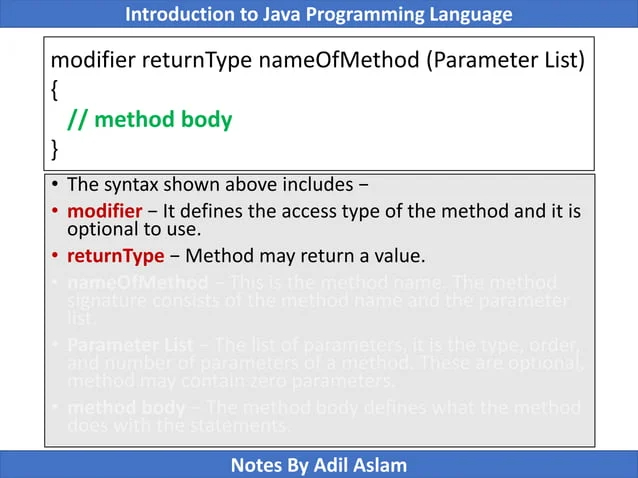 Introduction to Java Programming Language
modifier returnType nameOfMethod (Parameter List)
{
// method body
}
• The syntax shown above includes −
• modifier − It defines the access type of the method and it is
optional to use.
• returnType − Method may return a value.
• nameOfMethod − This is the method name. The method
signature consists of the method name and the parameter
list.
• Parameter List − The list of parameters, it is the type, order,
and number of parameters of a method. These are optional,
method may contain zero parameters.
• method body − The method body defines what the method
does with the statements.
Notes By Adil Aslam